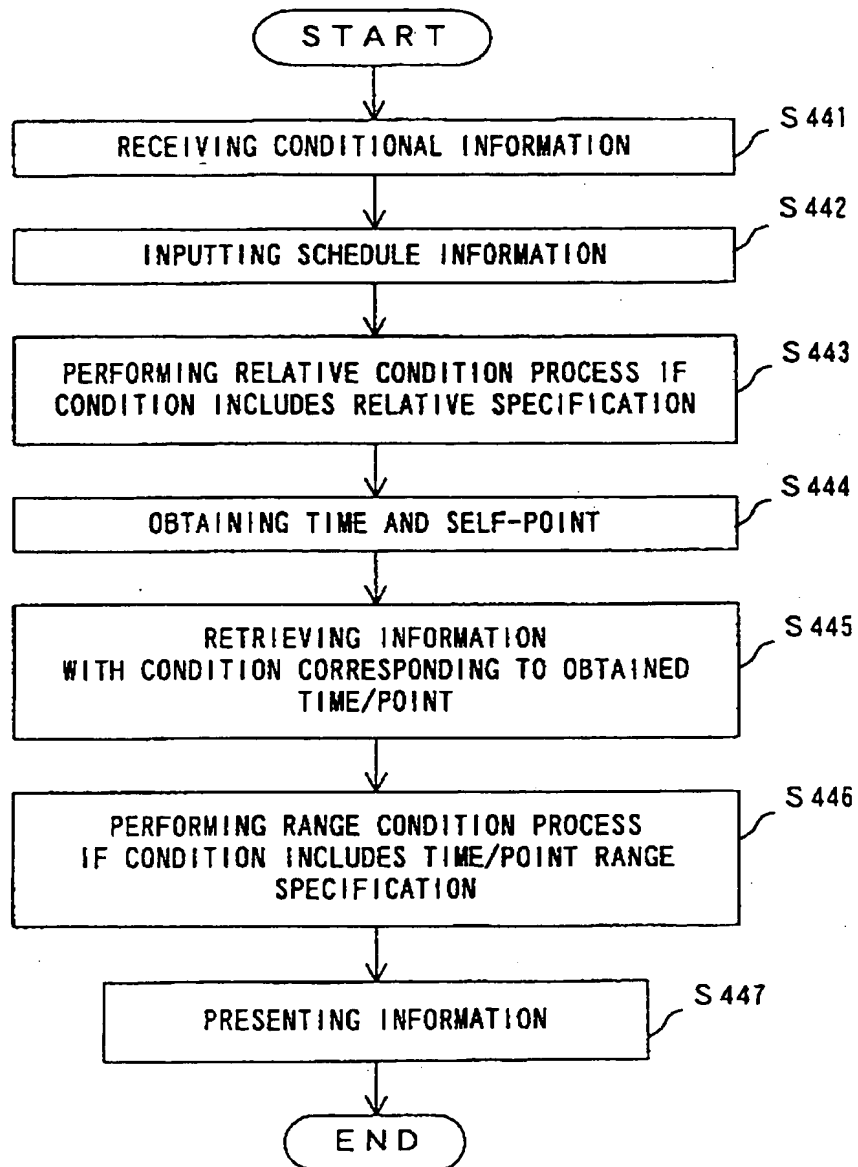 START
S441
RECEIVING CONDITIONAL INFORMATION
S442
INPUTTING SCHEDULE INFORMATION
S443
PERFORMING RELATIVE CONDITION PROCESS IF
CONDITION INCLUDES RELATIVE SPECIFICATION
S444
OBTAINING TIME AND SELF-POINT
S445
RETRIEVING INFORMATION
WITH CONDITION CORRESPONDING TO OBTAINED
TIME/POINT
S446
PERFORMING RANGE CONDITION PROCESS
IF CONDITION INCLUDES TIME/POINT RANGE
SPECIFICATION
S447
PRESENTING INFORMATION
END